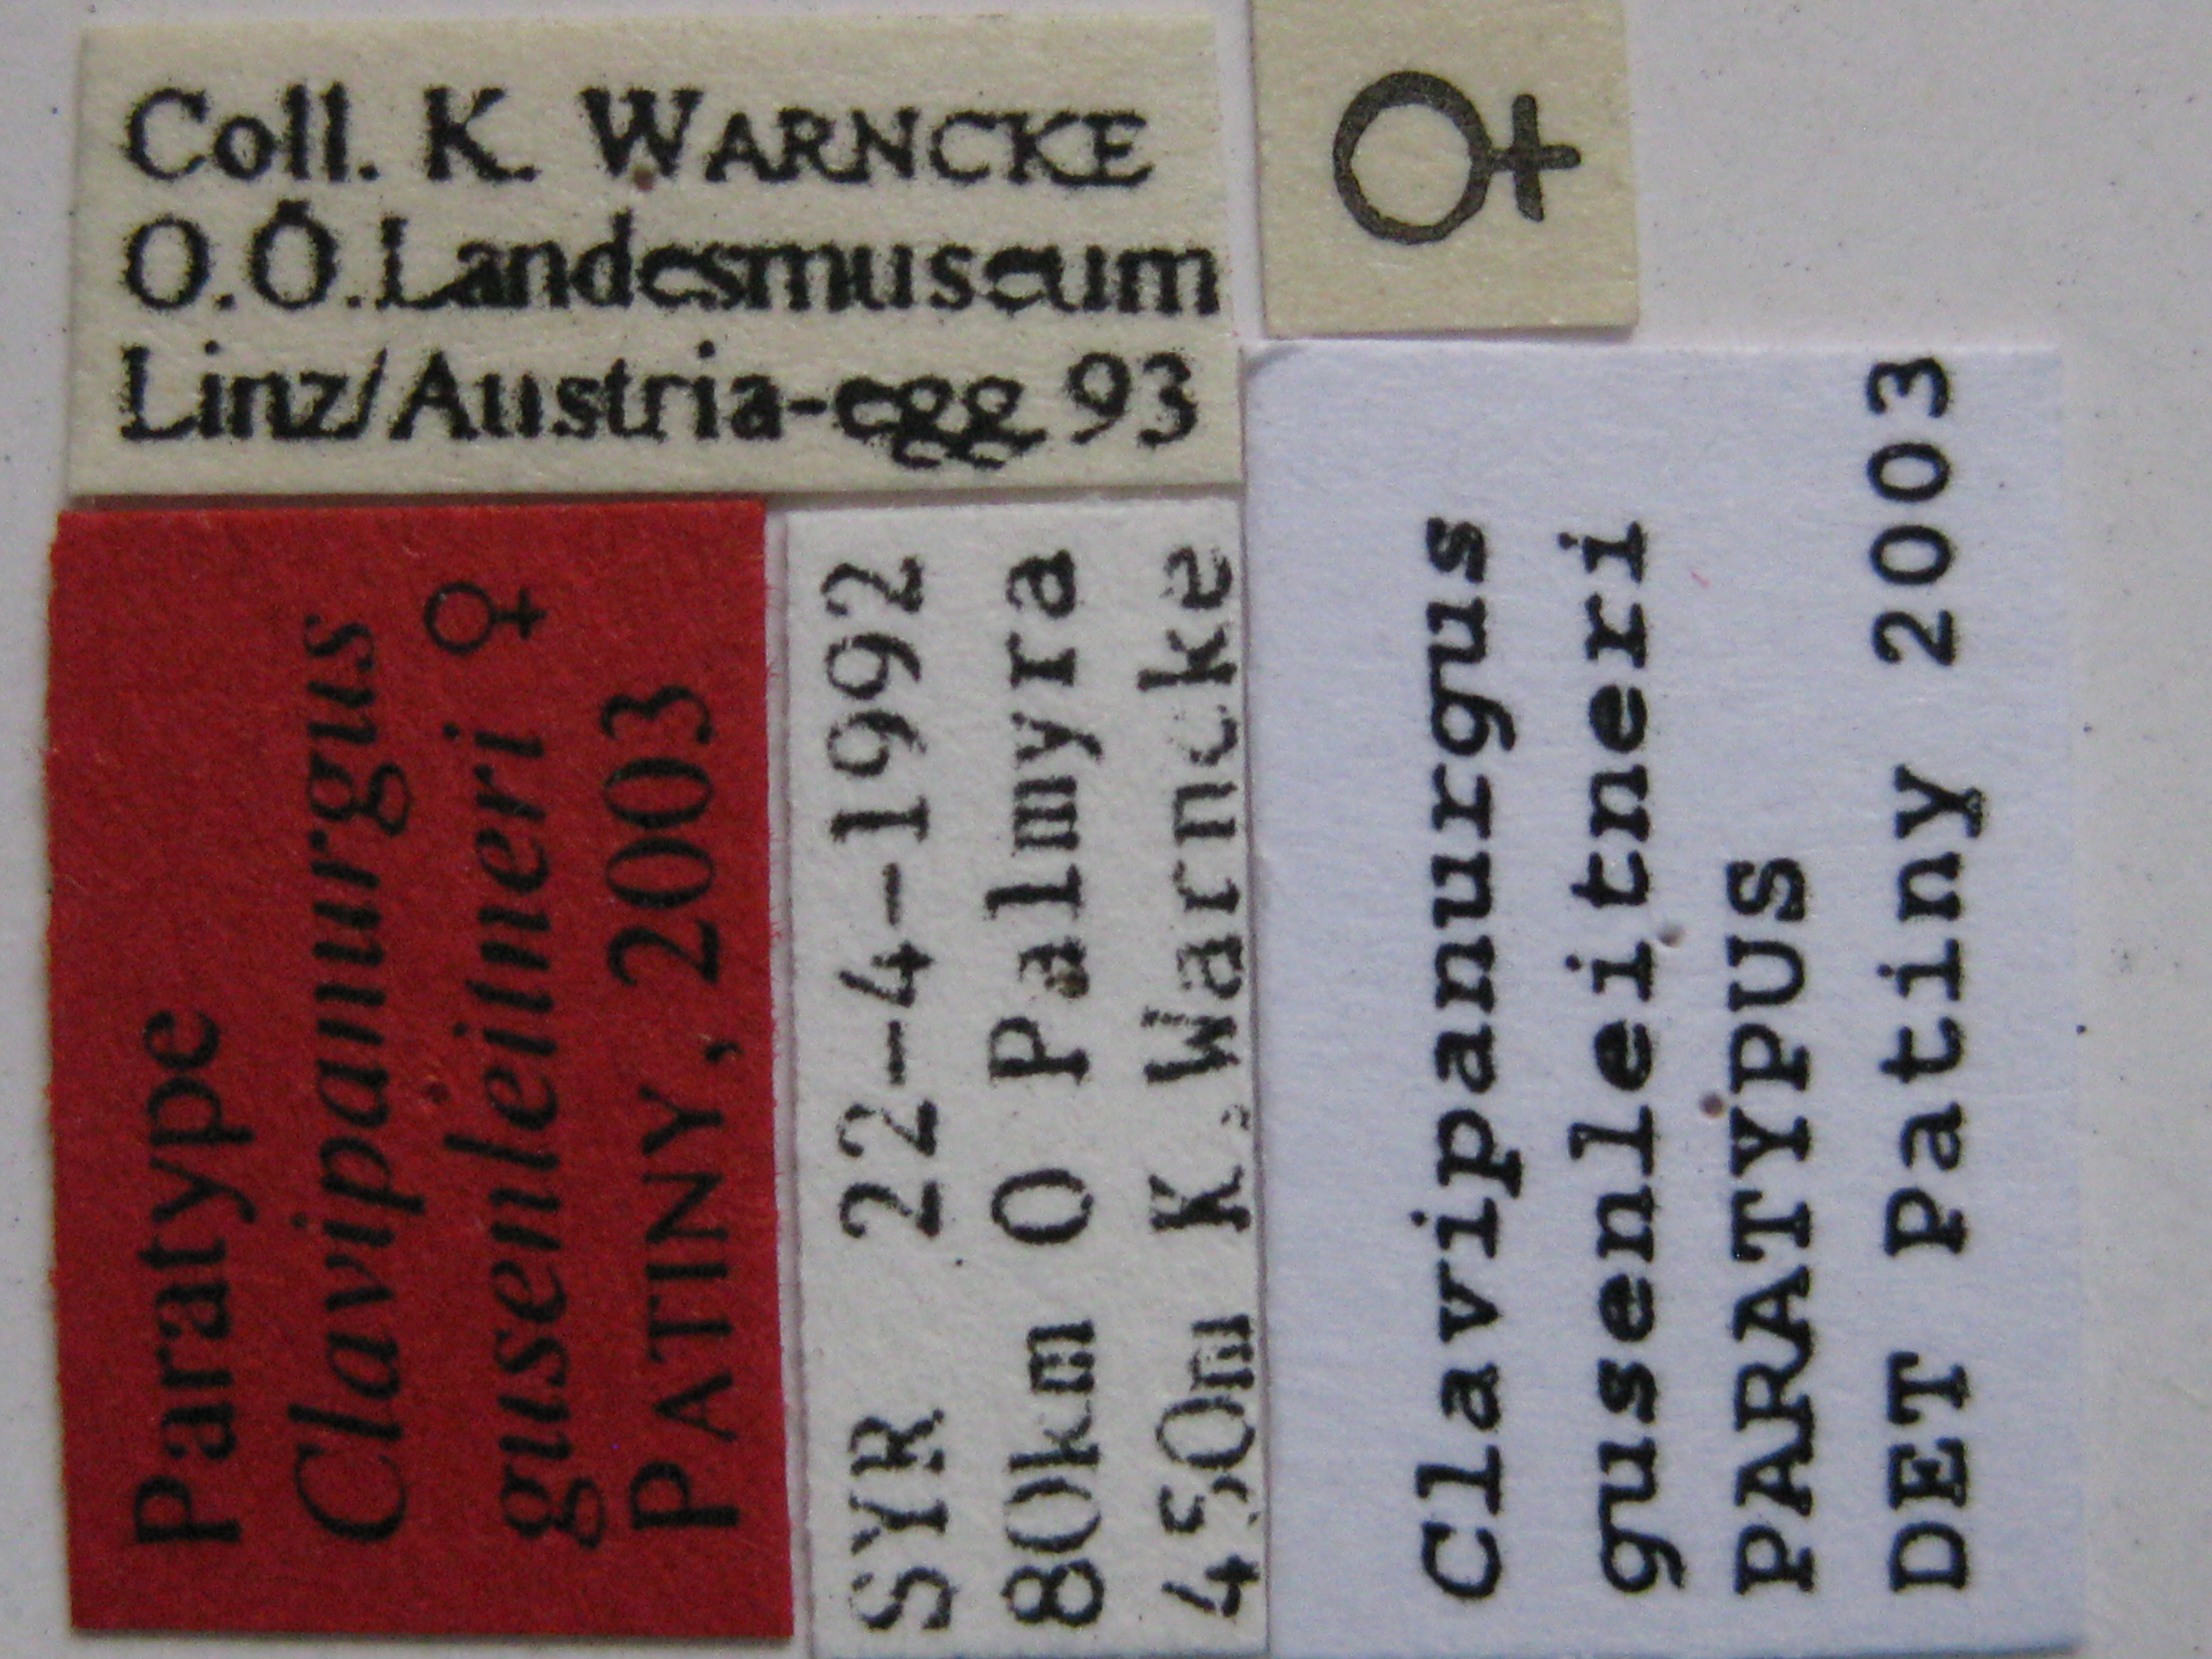 Coll. K. WARNCKE
O.Ö.Landesmuseum
Linz/Austria-egg 93
♀
Paratype
Clavipanurgus
gusenleitneri ♀
PATINY, 2003
SYR 22-4-1992
80km O Palmyra
450m K.Warncke
Clavipanurgus
gusenleitneri
PARATYPUS
DET Patiny 2003